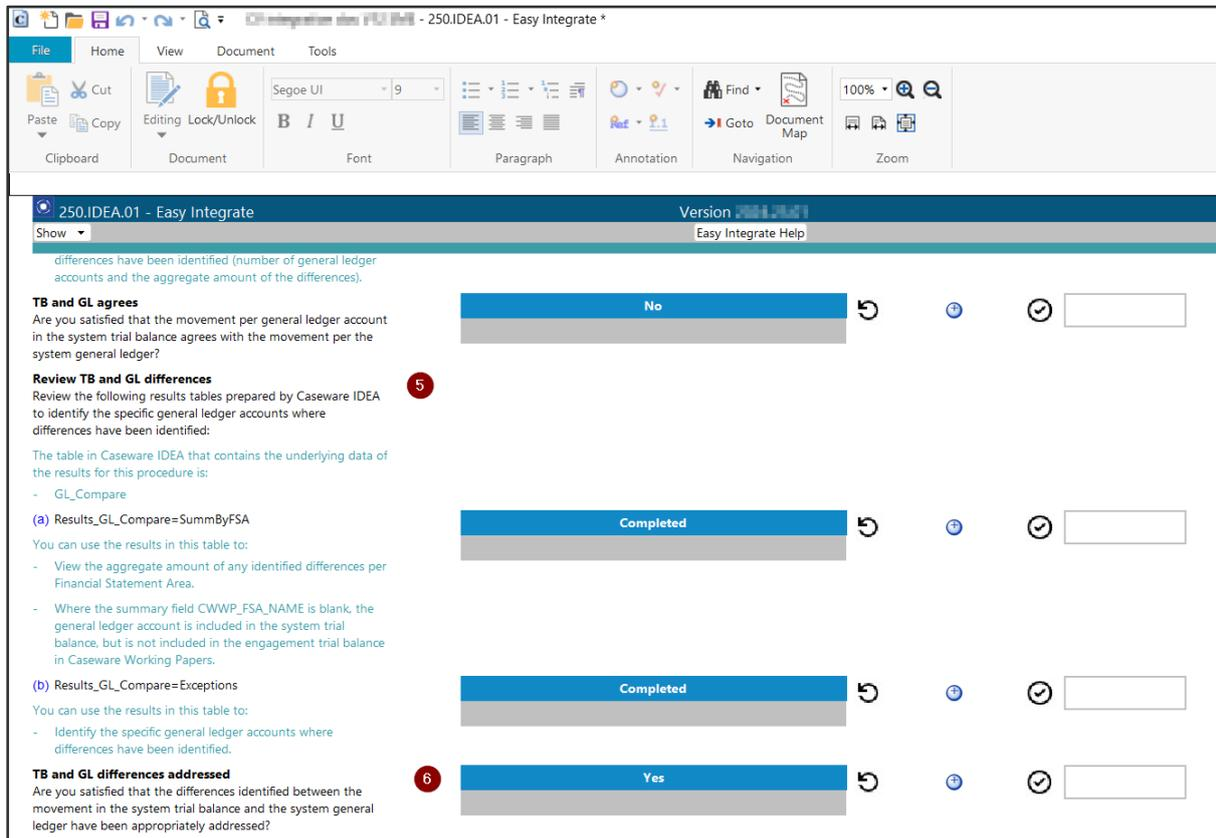 - 250.IDEA.01 - Easy Integrate *
File Home View Document Tools
Cut
Copy
Paste
Clipboard
Editing Lock/Unlock
Document
Segoe UI 9
B I U
Font
Paragraph
Ref 1.1
Annotation
Find
Goto
Document
Map
Navigation
100%
Zoom
250.IDEA.01 - Easy Integrate Version
Show Easy Integrate Help
differences have been identified (number of general ledger
accounts and the aggregate amount of the differences).
TB and GL agrees
No
Are you satisfied that the movement per general ledger account
in the system trial balance agrees with the movement per the
system general ledger?
Review TB and GL differences
5
Review the following results tables prepared by Caseware IDEA
to identify the specific general ledger accounts where
differences have been identified:
The table in Caseware IDEA that contains the underlying data of
the results for this procedure is:
- GL_Compare
(a) Results_GL_Compare=SummByFSA
Completed
You can use the results in this table to:
- View the aggregate amount of any identified differences per
Financial Statement Area.
- Where the summary field CWWP_FSA_NAME is blank, the
general ledger account is included in the system trial
balance, but is not included in the engagement trial balance
in Caseware Working Papers.
(b) Results_GL_Compare=Exceptions
Completed
You can use the results in this table to:
- Identify the specific general ledger accounts where
differences have been identified.
TB and GL differences addressed
6
Yes
Are you satisfied that the differences identified between the
movement in the system trial balance and the system general
ledger have been appropriately addressed?